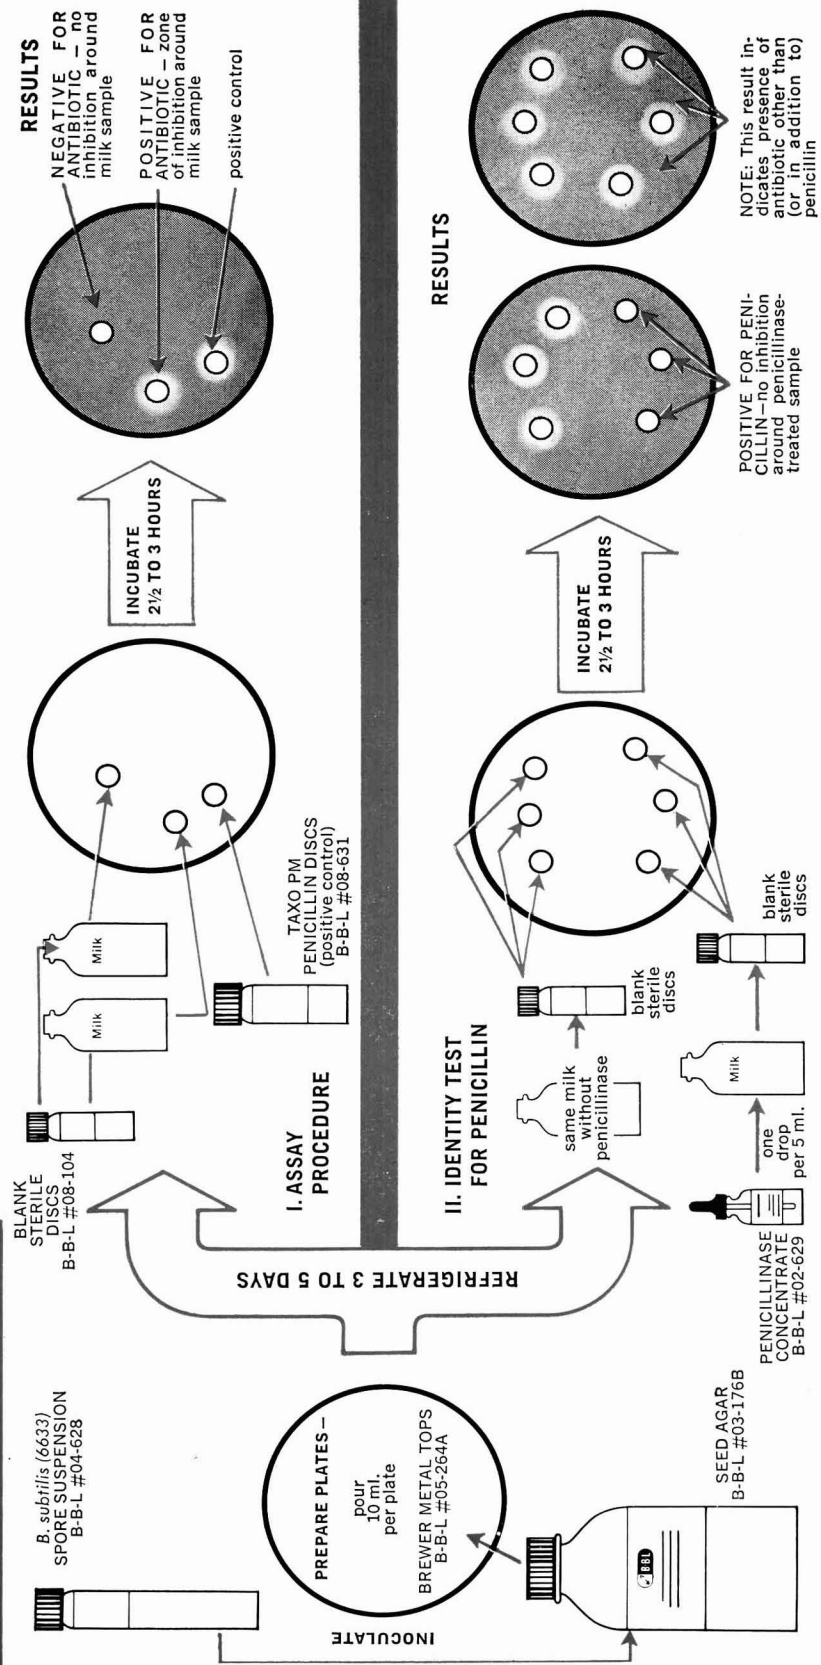 B. subtilis (6633)
SPORE SUSPENSION
B-B-L #04-628
INOCULATE
PREPARE PLATES—
pour
10 ml.
per plate
BREWER METAL TOPS
B-B-L #05-264A
BBL
SEED AGAR
B-B-L #03-176B
REFRIGERATE 3 TO 5 DAYS
BLANK
STERILE
DISCS
B-B-L #08-104
I. ASSAY
PROCEDURE
Milk
Milk
TAXO PM
PENICILLIN DISCS
(positive control)
B-B-L #08-631
INCUBATE
2½ TO 3 HOURS
RESULTS
NEGATIVE FOR
ANTIBIOTIC — no
inhibition around
milk sample
POSITIVE FOR
ANTIBIOTIC — zone
of inhibition around
milk sample
positive control
II. IDENTITY TEST
FOR PENICILLIN
same milk
without
penicillinase
blank
sterile
discs
PENICILLINASE
CONCENTRATE
B-B-L #02-629
one
drop
per 5 ml.
Milk
blank
sterile
discs
INCUBATE
2½ TO 3 HOURS
RESULTS
POSITIVE FOR PENI-
CILLIN—no inhibition
around penicillinase-
treated sample
NOTE: This result in-
dicates presence of
antibiotic other than
(or in addition to)
penicillin